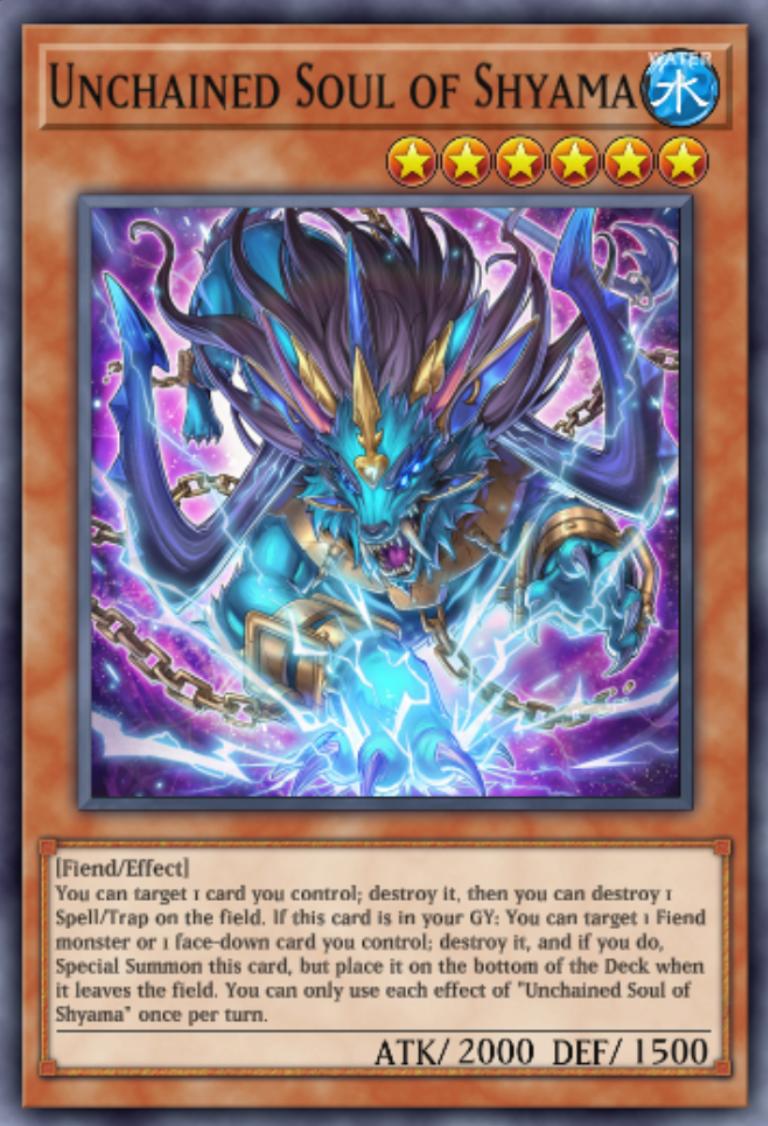 Unchained Soul of Shyama
WATER
水
[Fiend/Effect]
You can target 1 card you control; destroy it, then you can destroy 1
Spell/Trap on the field. If this card is in your GY: You can target 1 Fiend
monster or 1 face-down card you control; destroy it, and if you do,
Special Summon this card, but place it on the bottom of the Deck when
it leaves the field. You can only use each effect of "Unchained Soul of
Shyama" once per turn.
ATK/ 2000 DEF/ 1500